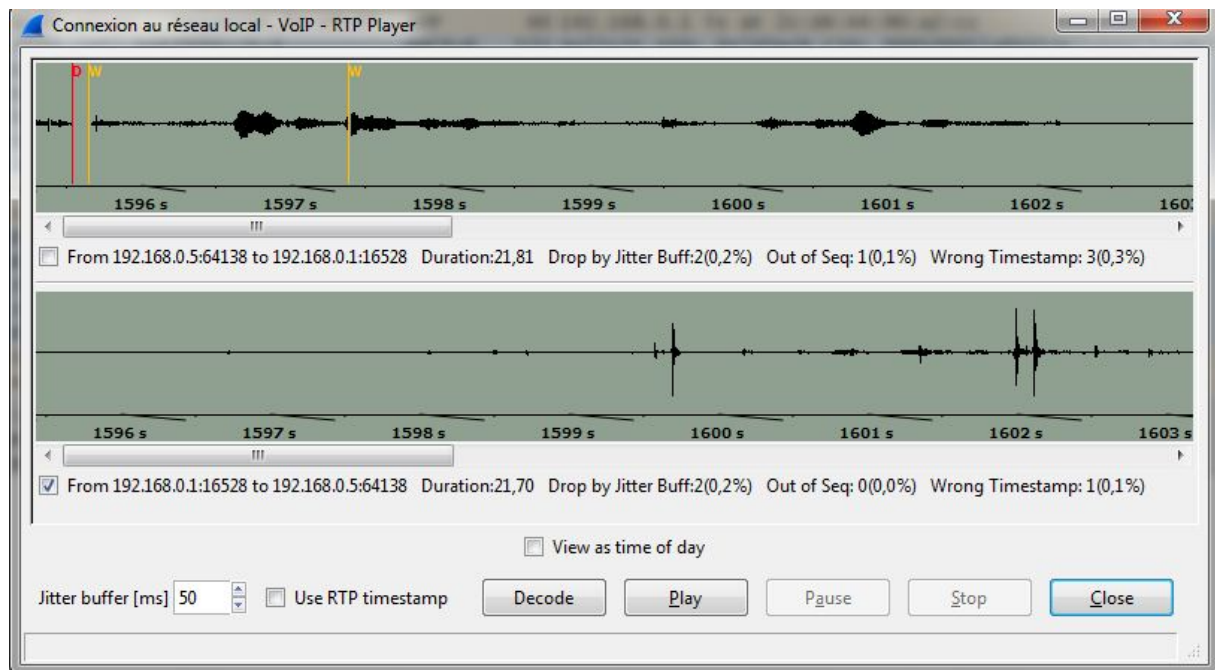 Connexion au réseau local - VoIP - RTP Player
D W W
1596 s 1597 s 1598 s 1599 s 1600 s 1601 s 1602 s 160
From 192.168.0.5:64138 to 192.168.0.1:16528 Duration:21,81 Drop by Jitter Buff:2(0,2%) Out of Seq: 1(0,1%) Wrong Timestamp: 3(0,3%)
1596 s 1597 s 1598 s 1599 s 1600 s 1601 s 1602 s 1603 s
From 192.168.0.1:16528 to 192.168.0.5:64138 Duration:21,70 Drop by Jitter Buff:2(0,2%) Out of Seq: 0(0,0%) Wrong Timestamp: 1(0,1%)
View as time of day
Jitter buffer [ms] 50 Use RTP timestamp Decode Play Pause Stop Close